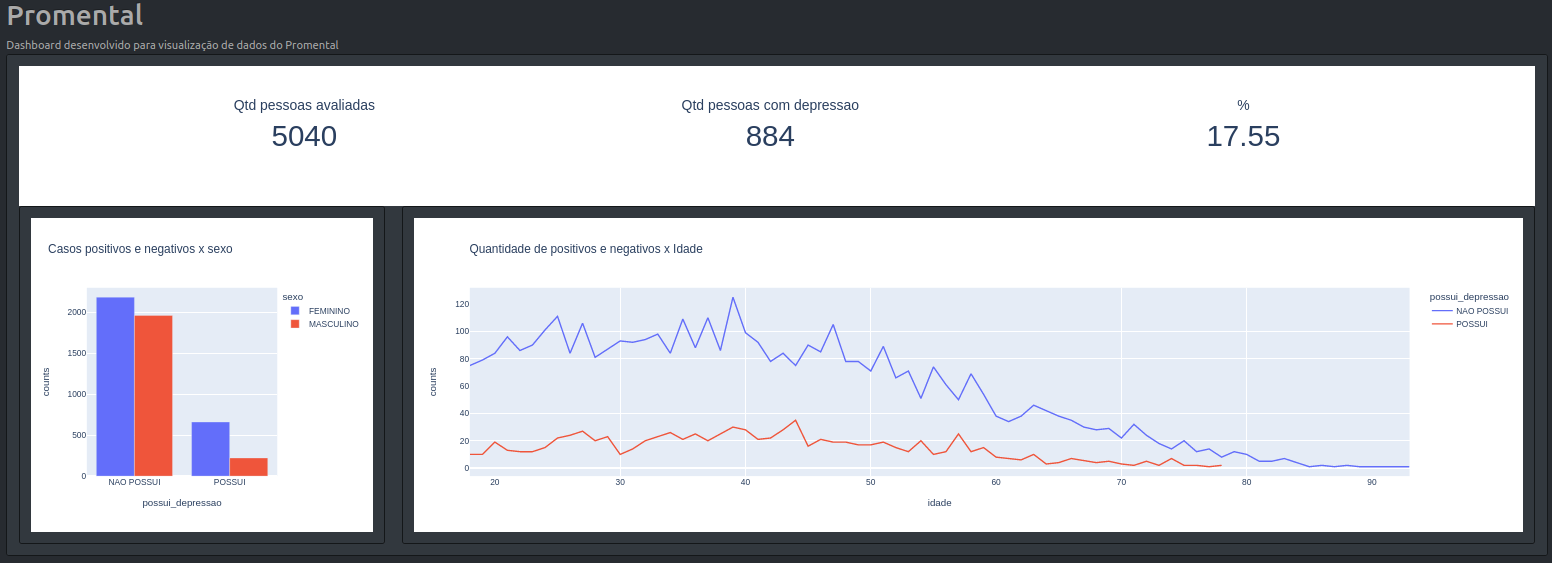 Promental
Dashboard desenvolvido para visualização de dados do Promental
Qtd pessoas avaliadas
5040
Qtd pessoas com depressao
884
%
17.55
Casos positivos e negativos x sexo
counts
2000
1500
1000
500
0
NAO POSSUI POSSUI
possui_depressao
sexo
FEMININO
MASCULINO
Quantidade de positivos e negativos x Idade
counts
120
100
80
60
40
20
0
20 30 40 50 60 70 80 90
idade
possui_depressao
NAO POSSUI
POSSUI